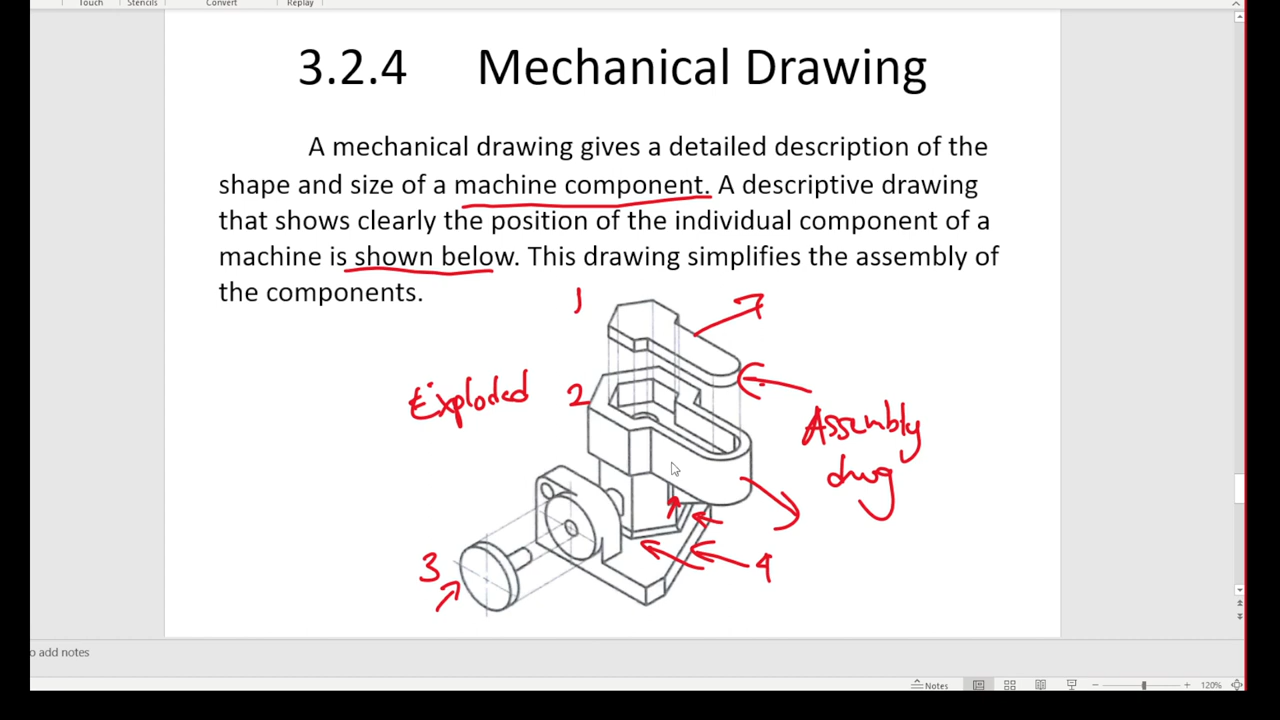 Touch Stencils Convert Replay
3.2.4 Mechanical Drawing
A mechanical drawing gives a detailed description of the
shape and size of a machine component. A descriptive drawing
that shows clearly the position of the individual component of a
machine is shown below. This drawing simplifies the assembly of
the components.
1
Exploded
2
Assembly
drwg
3
4
o add notes
Notes
120%